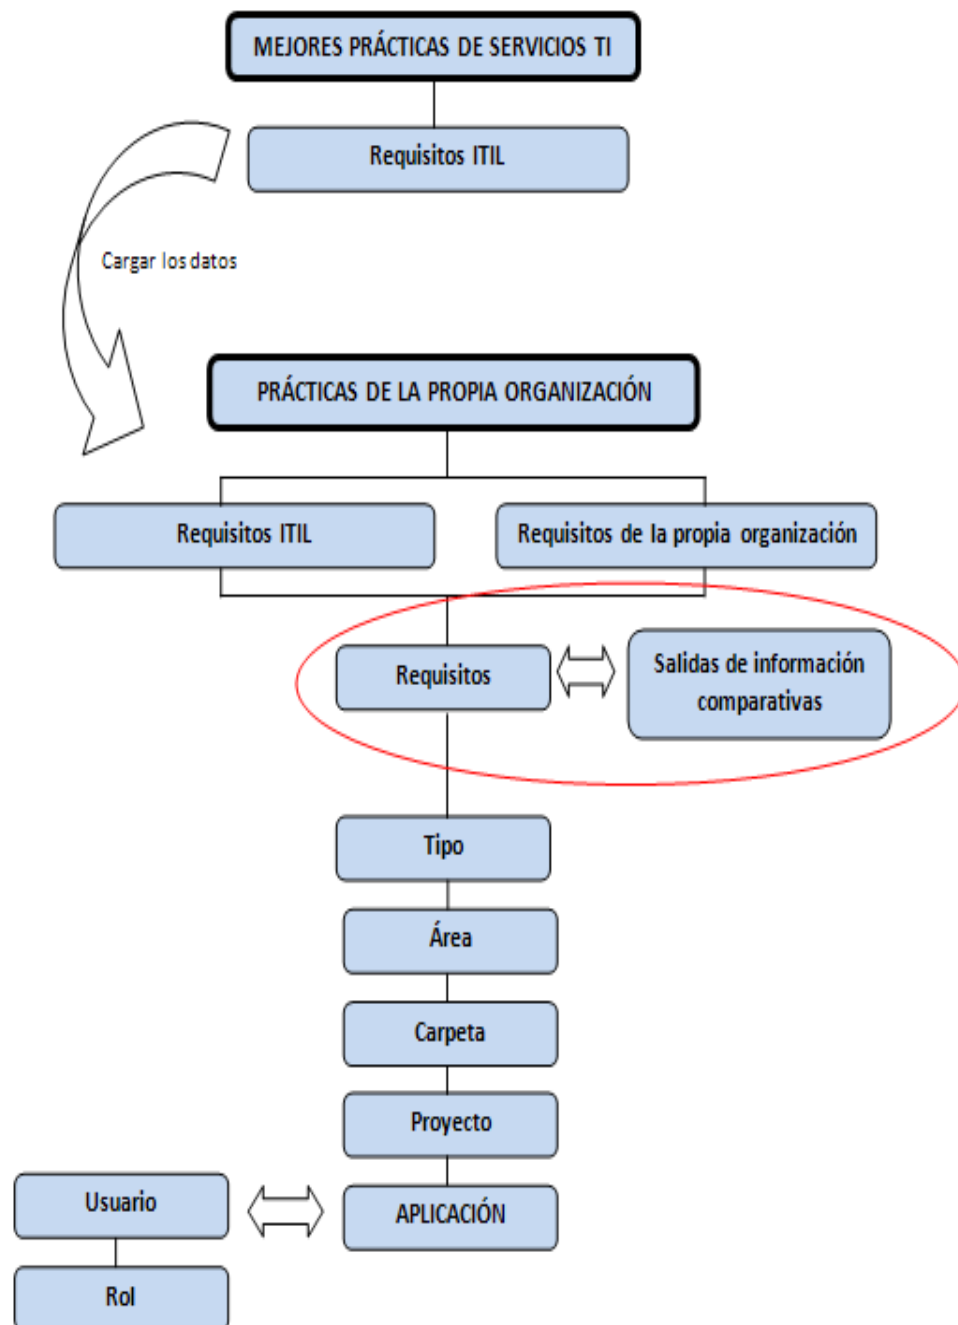 MEJORES PRÁCTICAS DE SERVICIOS TI
Requisitos ITIL
Cargar los datos
PRÁCTICAS DE LA PROPIA ORGANIZACIÓN
Requisitos ITIL
Requisitos de la propia organización
Requisitos
Salidas de información
comparativas
Tipo
Área
Carpeta
Proyecto
Usuario
APLICACIÓN
Rol